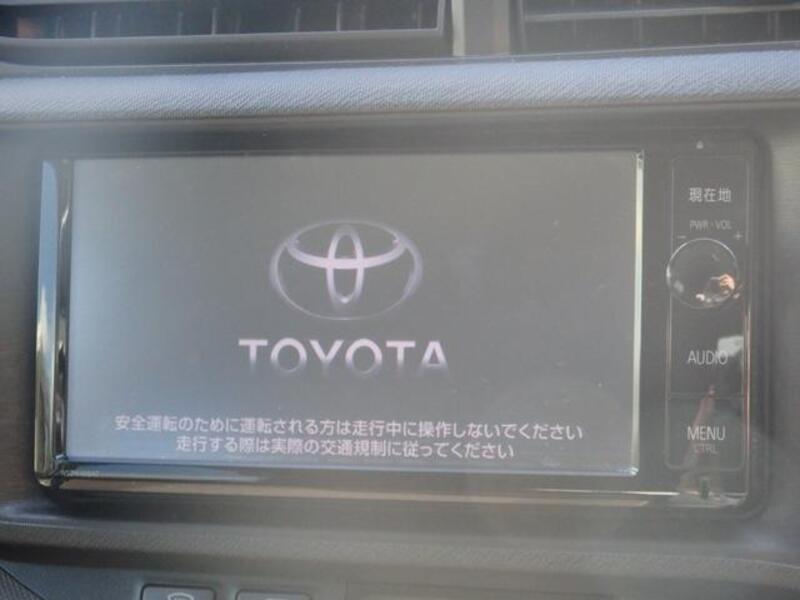 現在地
PWR・VOL
− +
TOYOTA
AUDIO
安全運転のために運転される方は走行中に操作しないでください
走行する際は実際の交通規制に従ってください
MENU
CTRL